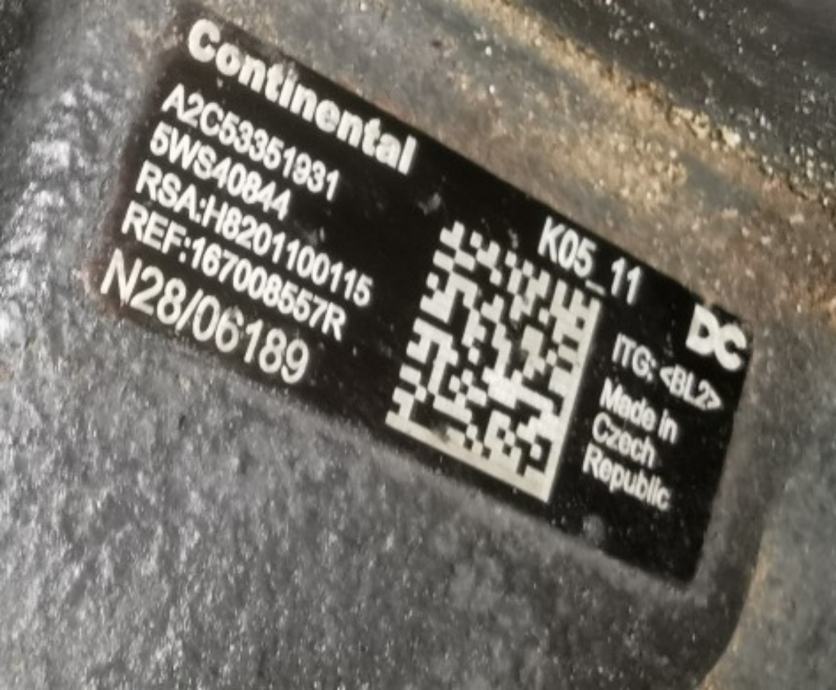 Continental
A2C53351931
5WS40844
RSA:H8201100115
REF:167008557R
N28/06189
K05_11
DC
ITG: <BL2>
Made in
Czech
Republic